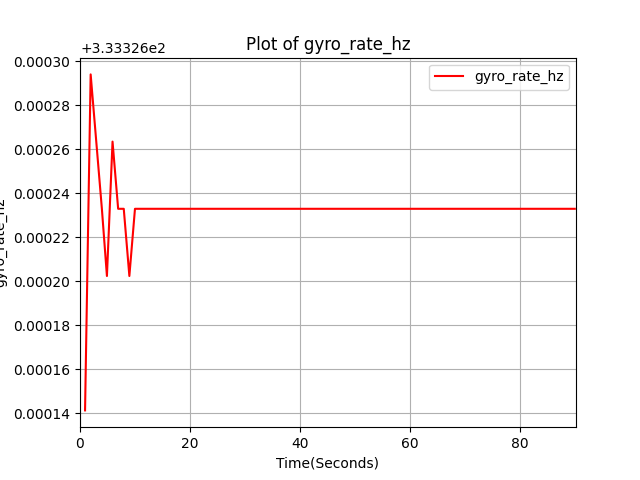 Plot of gyro_rate_hz
+3.33326e2
gyro_rate_hz
0.00030
0.00028
0.00026
0.00024
0.00022
0.00020
0.00018
0.00016
0.00014
gyro_rate_hz
0 20 40 60 80
Time(Seconds)